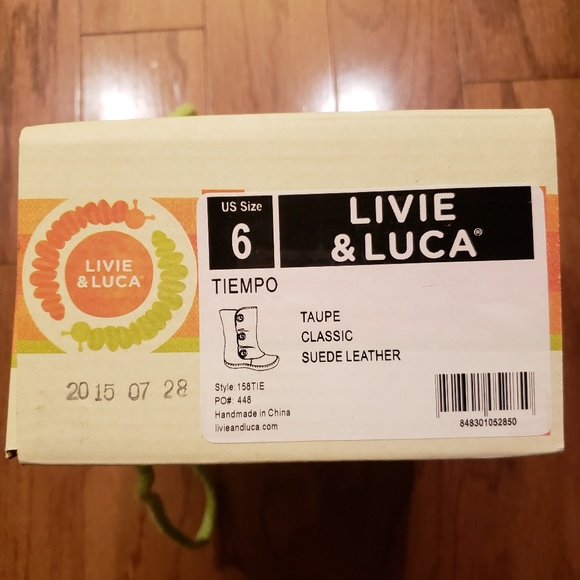 LIVIE
& LUCA®
2015 07 28
US Size
6
LIVIE
& LUCA®
TIEMPO
TAUPE
CLASSIC
SUEDE LEATHER
Style: 158TIE
PO#: 448
Handmade in China
livieandluca.com
848301052850